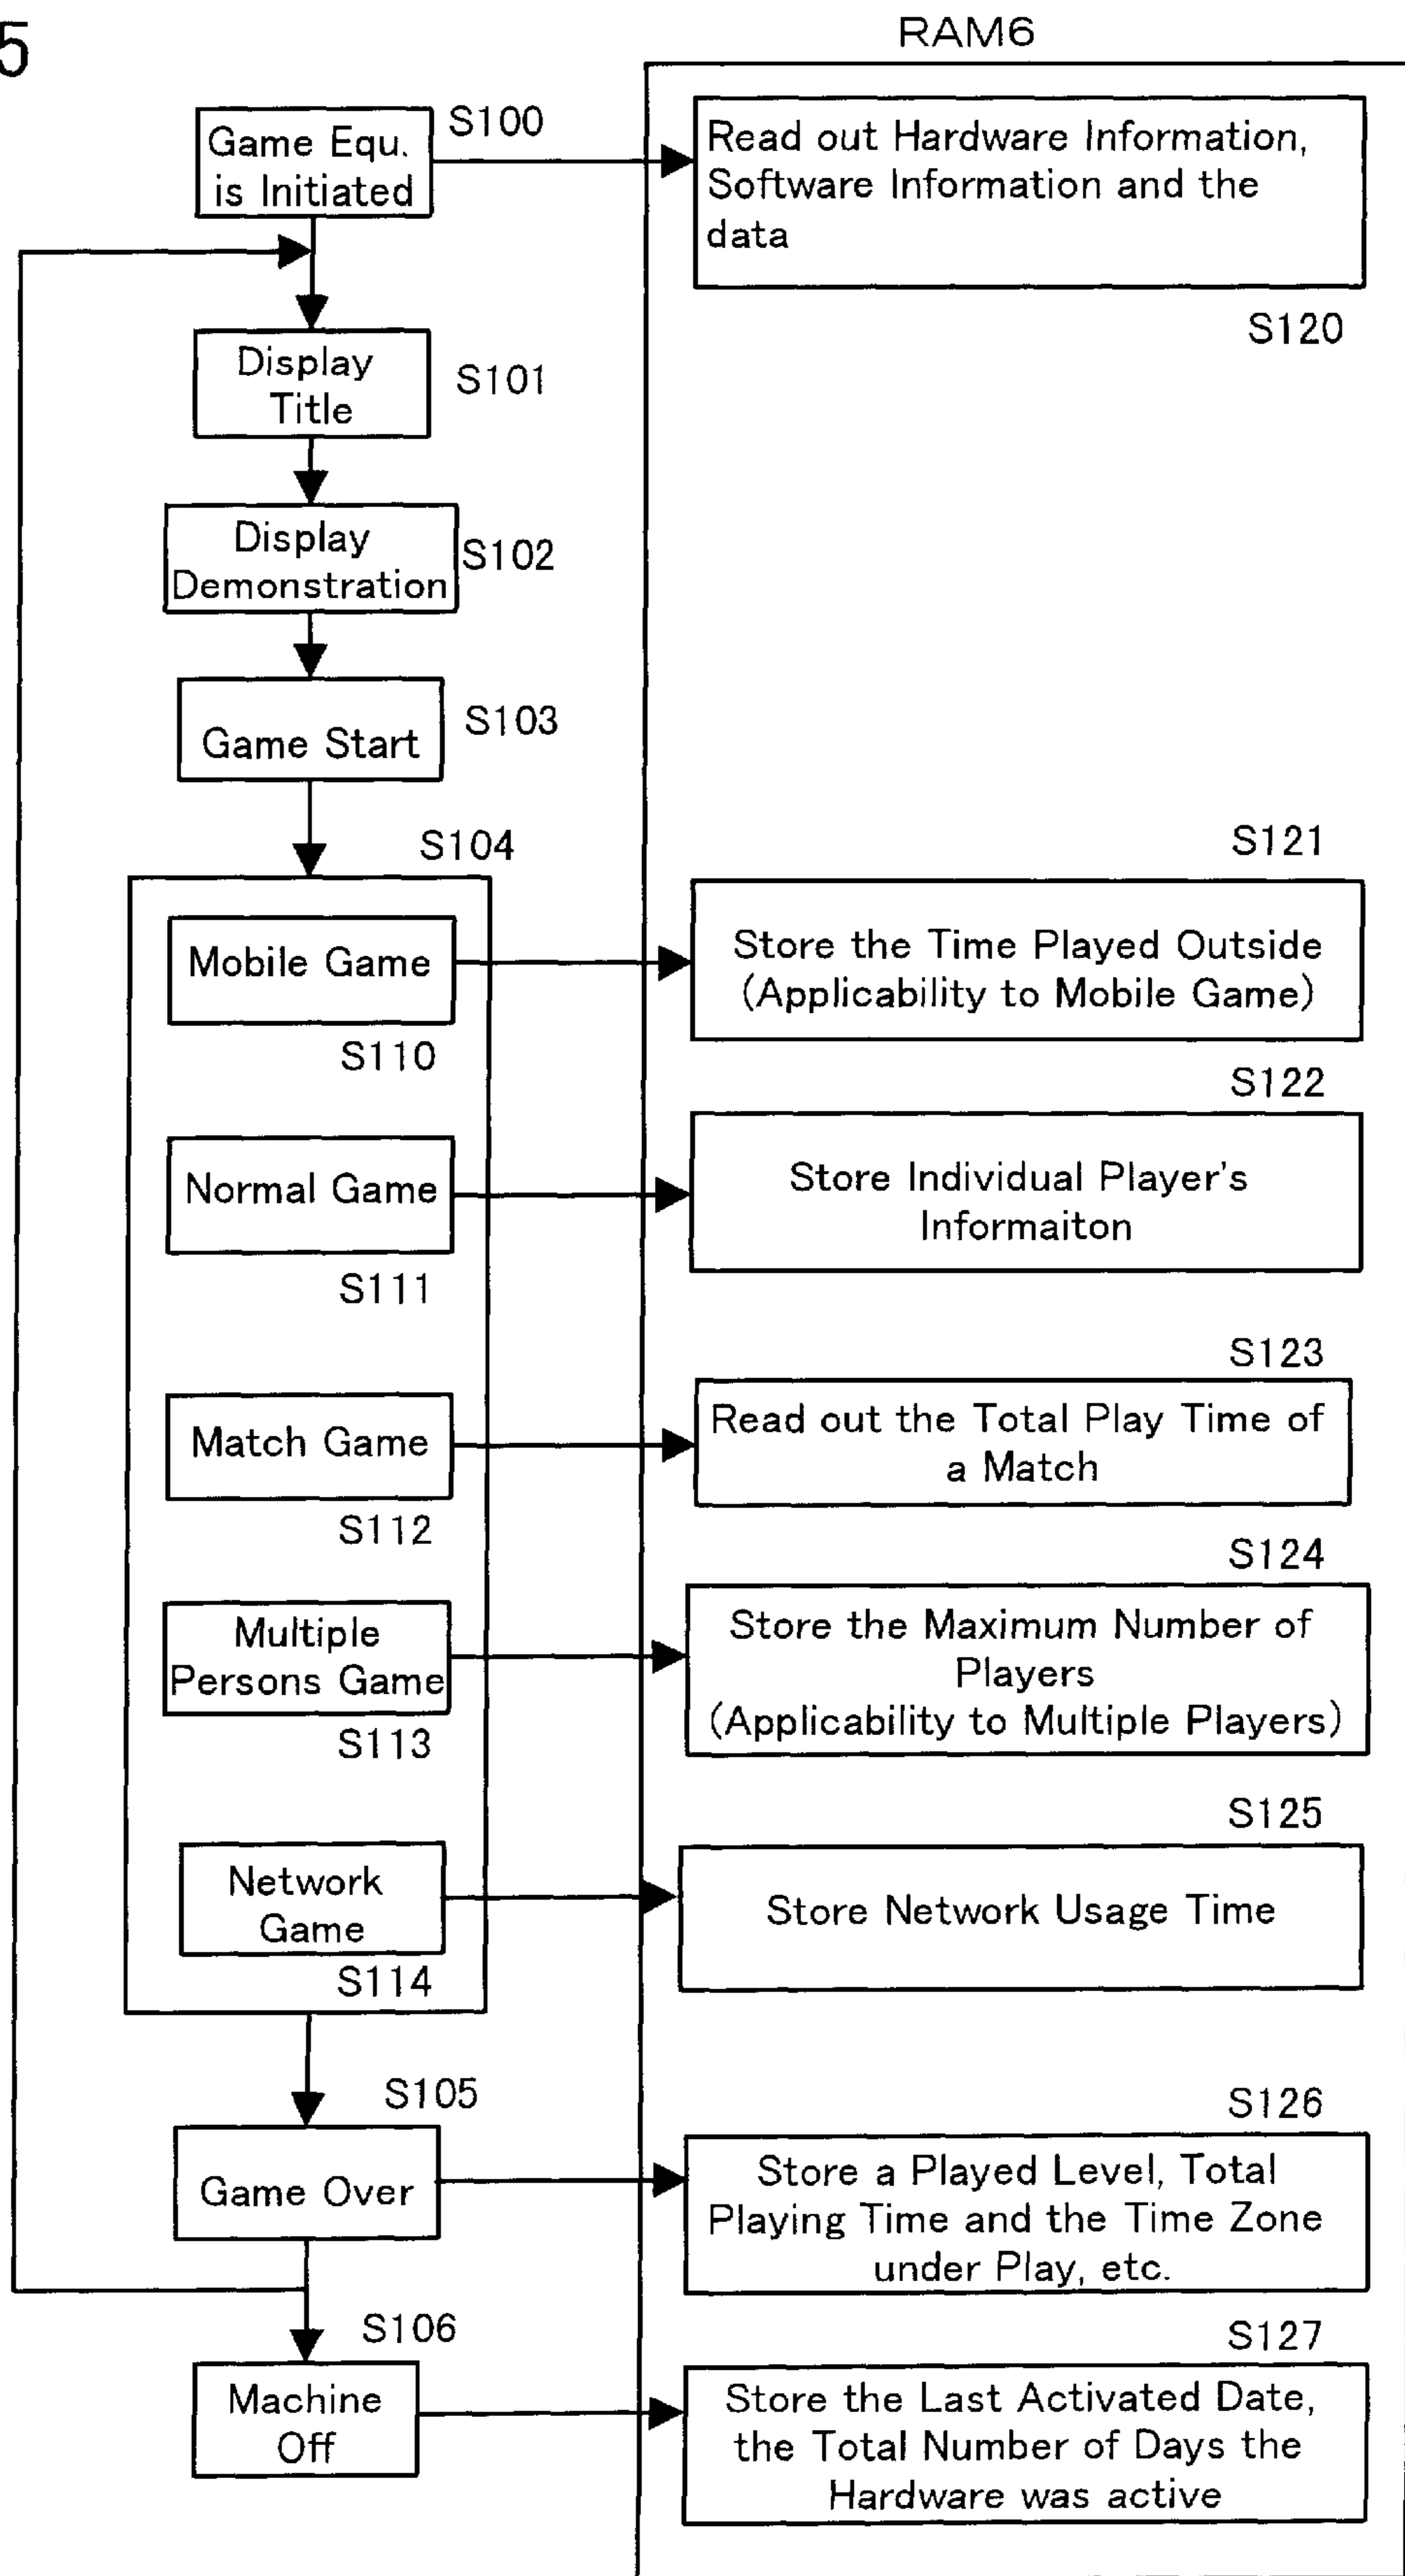 5
RAM6
Game Equ.
is Initiated
S100
Read out Hardware Information,
Software Information and the
data
S120
Display
Title
S101
Display
Demonstration
S102
Game Start
S103
S104
Mobile Game
S110
S121
Store the Time Played Outside
(Applicability to Mobile Game)
Normal Game
S111
S122
Store Individual Player's
Informaiton
Match Game
S112
S123
Read out the Total Play Time of
a Match
Multiple
Persons Game
S113
S124
Store the Maximum Number of
Players
(Applicability to Multiple Players)
Network
Game
S114
S125
Store Network Usage Time
S105
Game Over
S126
Store a Played Level, Total
Playing Time and the Time Zone
under Play, etc.
S106
Machine
Off
S127
Store the Last Activated Date,
the Total Number of Days the
Hardware was active